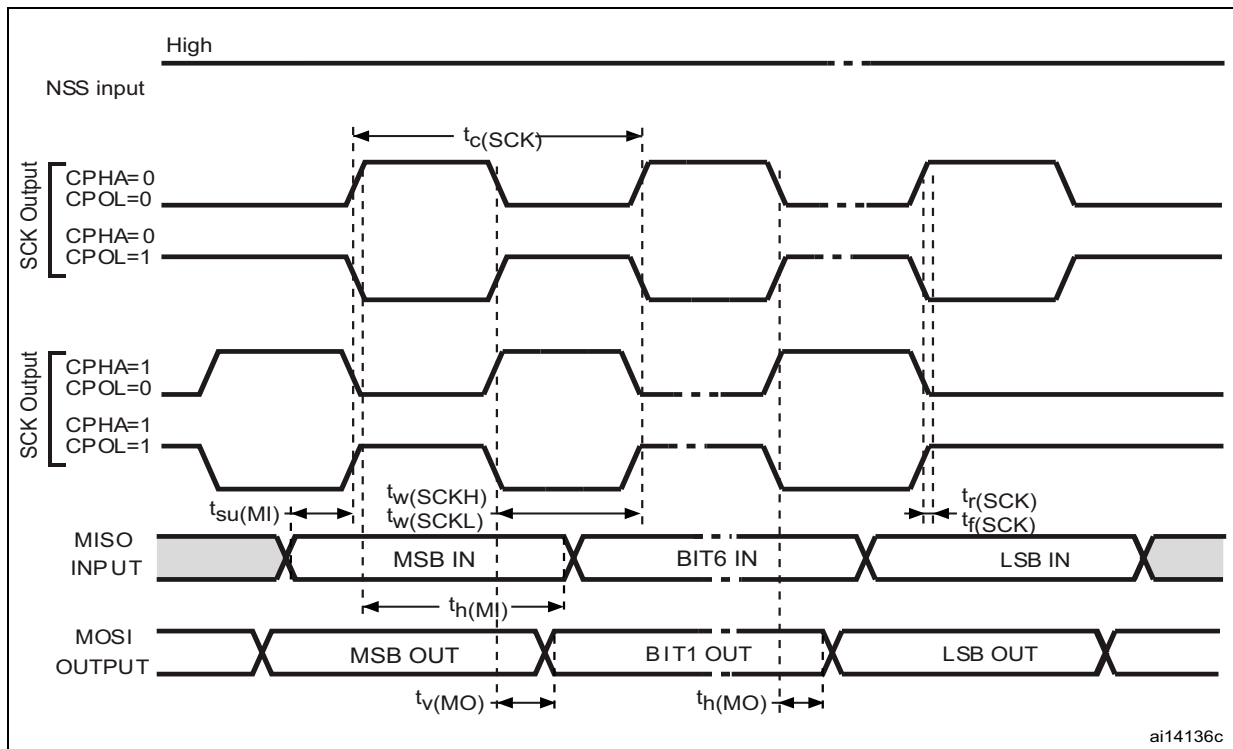 High
NSS input
tc(SCK)
SCK Output
CPHA=0
CPOL=0
CPHA=0
CPOL=1
SCK Output
CPHA=1
CPOL=0
CPHA=1
CPOL=1
tsu(MI)
tw(SCKH)
tw(SCKL)
tr(SCK)
tf(SCK)
MISO
INPUT
MSB IN
BIT6 IN
LSB IN
th(MI)
MOSI
OUTPUT
MSB OUT
BIT1 OUT
LSB OUT
tv(MO)
th(MO)
ai14136c